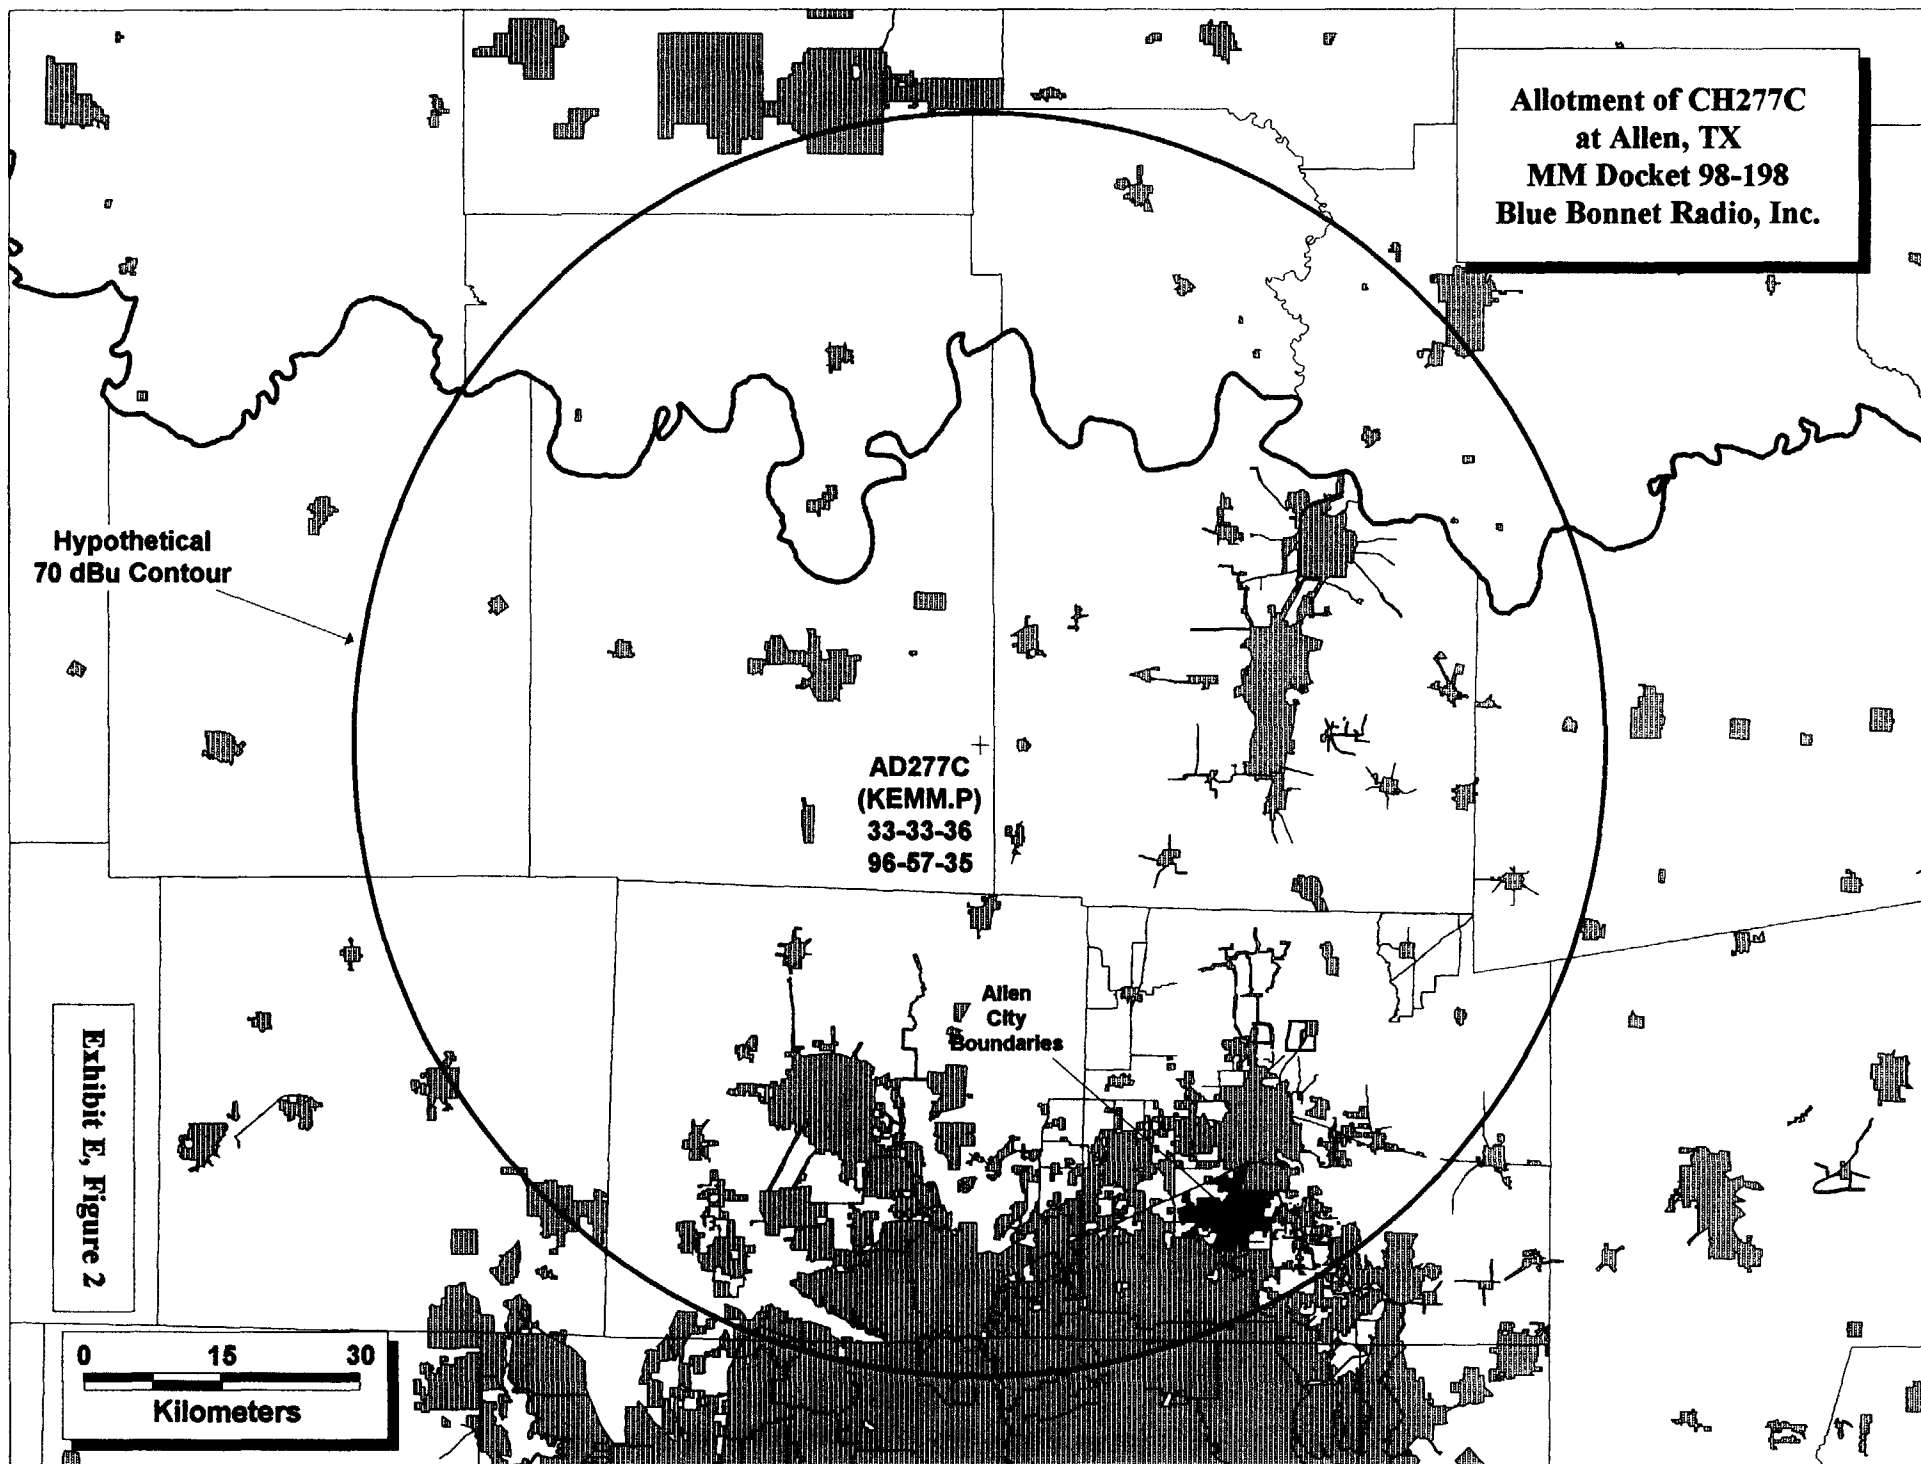 Allotment of CH277C
at Allen, TX
MM Docket 98-198
Blue Bonnet Radio, Inc.
Hypothetical
70 dBu Contour
AD277C
(KEMM.P)
33-33-36
96-57-35
Allen
City
Boundaries
Exhibit E, Figure 2
0 15 30
Kilometers